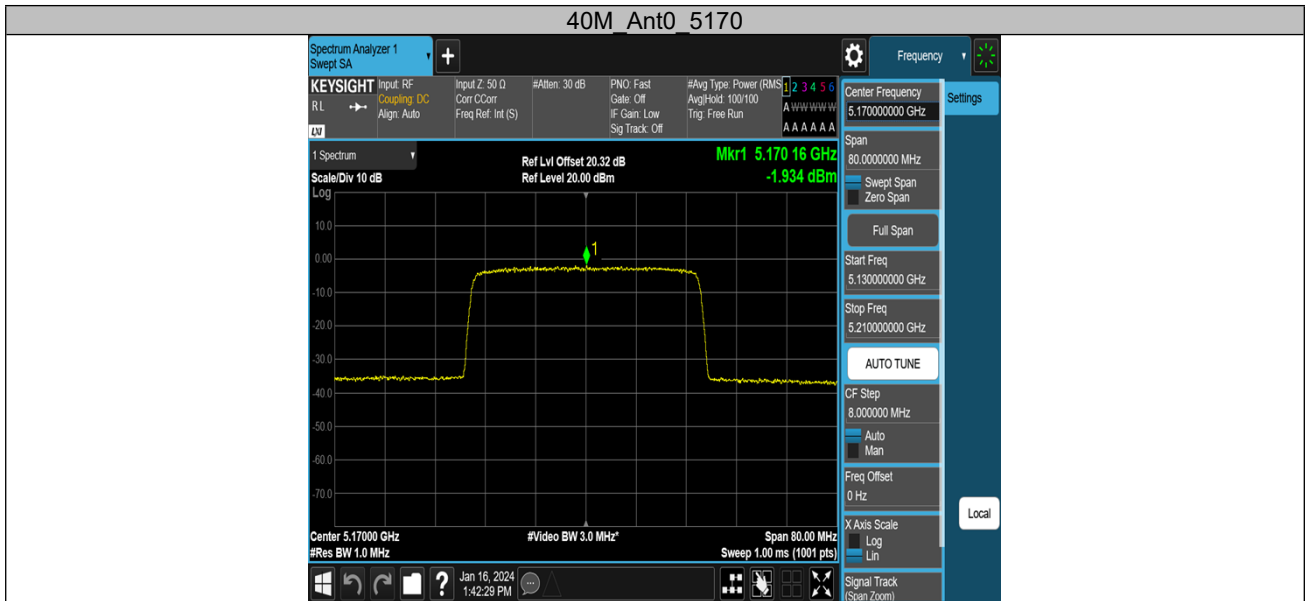 40M_Ant0_5170
Spectrum Analyzer 1
Swept SA
+
Frequency
KEYSIGHT
RL
LXI
Input: RF
Coupling: DC
Align: Auto
Input Z: 50 Ω
Corr CCorr
Freq Ref: Int (S)
#Atten: 30 dB
PNO: Fast
Gate: Off
IF Gain: Low
Sig Track: Off
#Avg Type: Power (RMS
Avg|Hold: 100/100
Trig: Free Run
1 2 3 4 5 6
A W W W W W
A A A A A A
1 Spectrum
Scale/Div 10 dB
Log
Ref Lvl Offset 20.32 dB
Ref Level 20.00 dBm
Mkr1 5.170 16 GHz
-1.934 dBm
10.0
0.00
-10.0
-20.0
-30.0
-40.0
-50.0
-60.0
-70.0
1
Center 5.17000 GHz
#Res BW 1.0 MHz
#Video BW 3.0 MHz*
Span 80.00 MHz
Sweep 1.00 ms (1001 pts)
?
Jan 16, 2024
1:42:29 PM
Center Frequency
5.170000000 GHz
Span
80.0000000 MHz
Swept Span
Zero Span
Full Span
Start Freq
5.130000000 GHz
Stop Freq
5.210000000 GHz
AUTO TUNE
CF Step
8.000000 MHz
Auto
Man
Freq Offset
0 Hz
X Axis Scale
Log
Lin
Signal Track
(Span Zoom)
Settings
Local